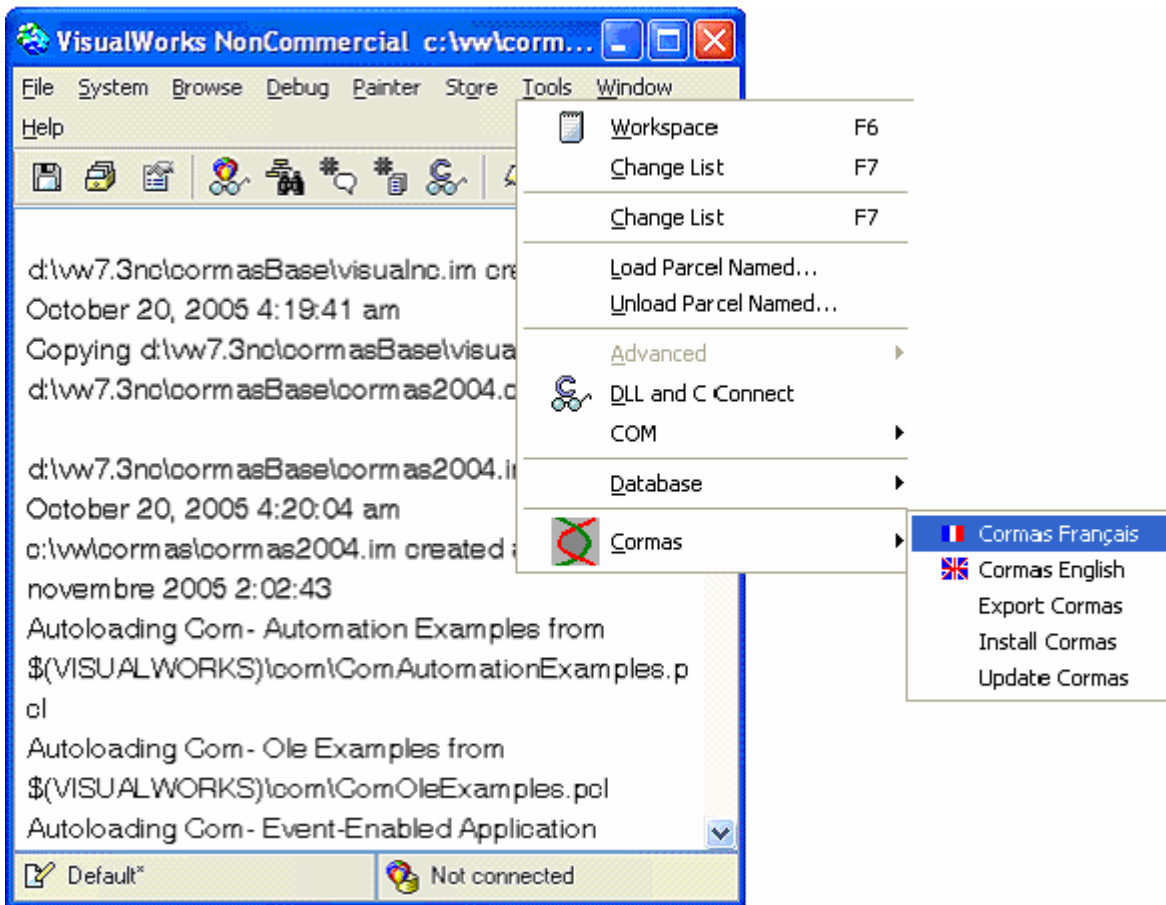 VisualWorks NonCommercial c:\vw\corm...
File System Browse Debug Painter Store Tools Window
Help
Workspace F6
Change List F7
Change List F7
Load Parcel Named...
Unload Parcel Named...
Advanced
DLL and C Connect
COM
Database
Cormas
Cormas Français
Cormas English
Export Cormas
Install Cormas
Update Cormas
d:\vw7.3nc\cormasBase\visualnc.im cre
October 20, 2005 4:19:41 am
Copying d:\vw7.3nc\cormasBase\visua
d:\vw7.3nc\cormasBase\cormas2004.c
d:\vw7.3nc\cormasBase\cormas2004.i
October 20, 2005 4:20:04 am
c:\vw\cormas\cormas2004.im created
novembre 2005 2:02:43
Autoloading Com- Automation Examples from
$(VISUALWORKS)\com\ComAutomationExamples.p
cl
Autoloading Com- Ole Examples from
$(VISUALWORKS)\com\ComOleExamples.pcl
Autoloading Com- Event-Enabled Application
Default*
Not connected